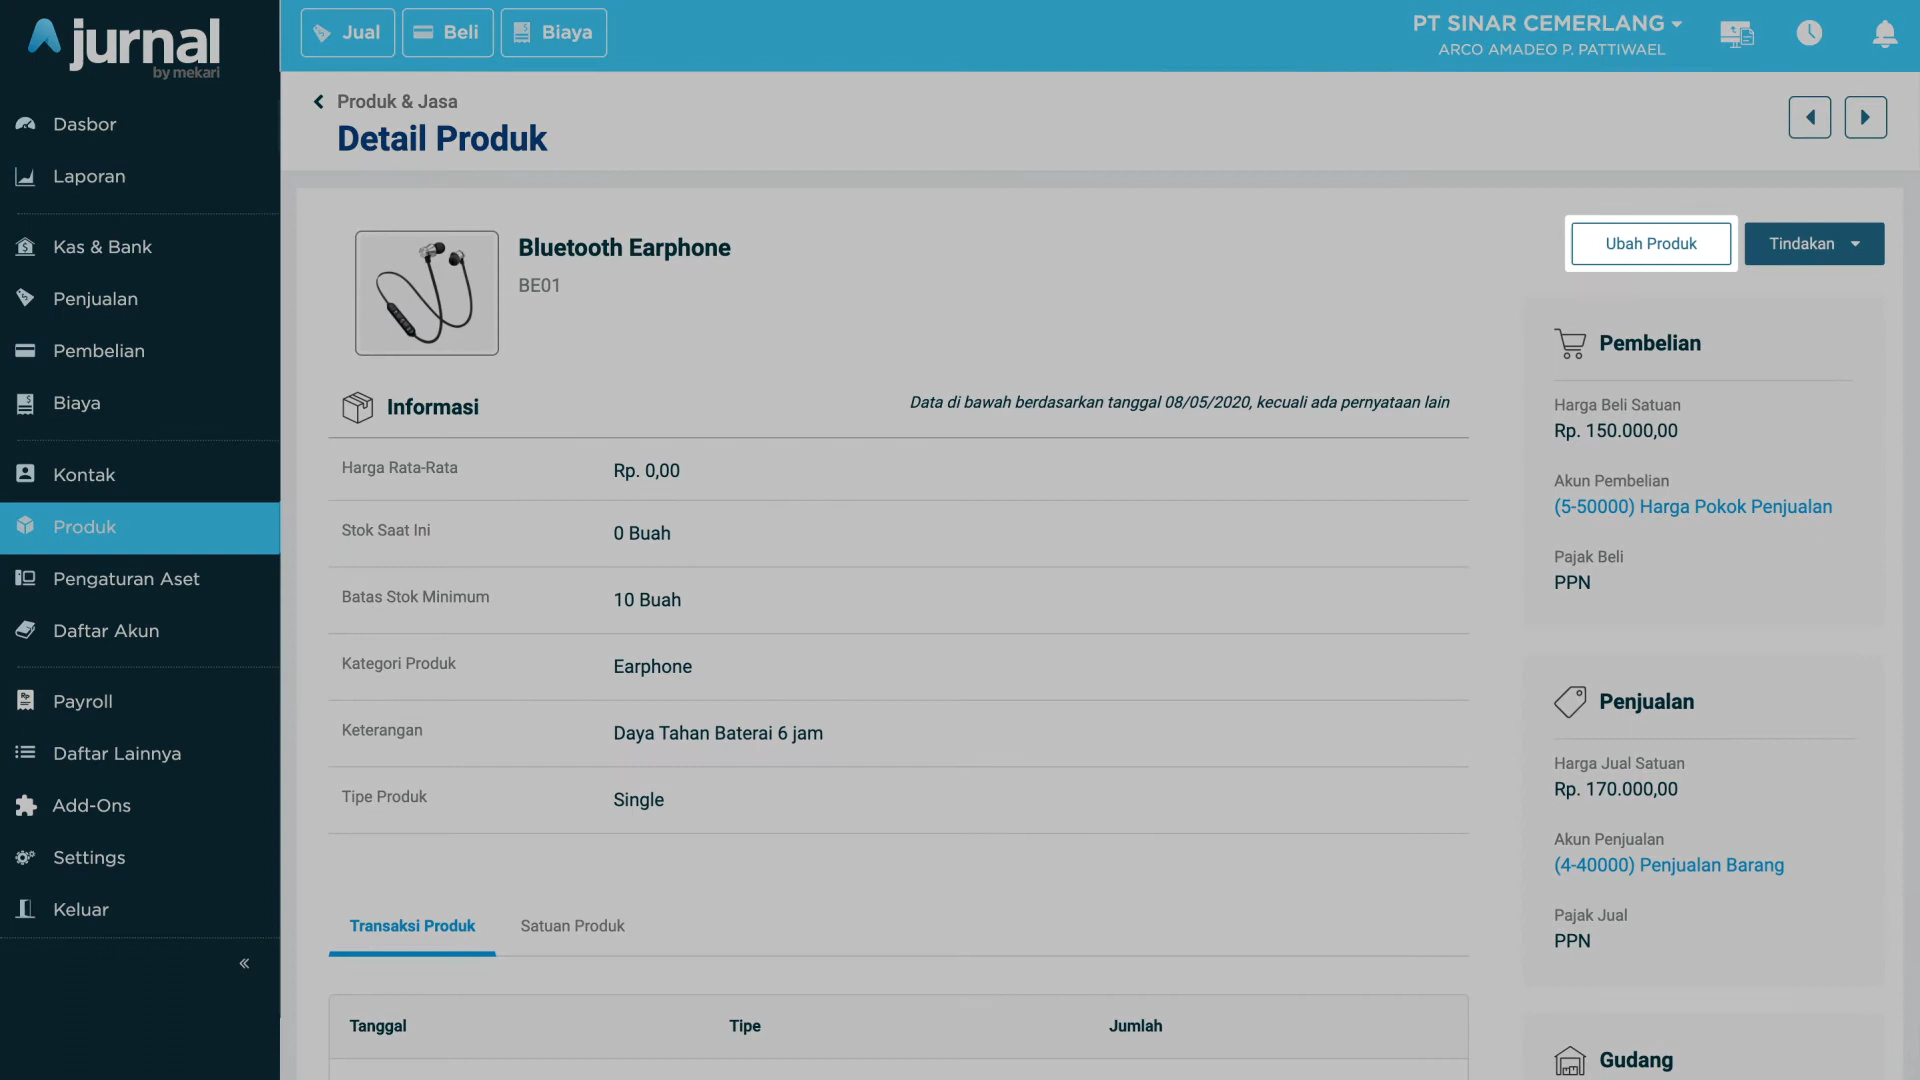 jurnal
by mekari
Dasbor
Laporan
Kas & Bank
Penjualan
Pembelian
Biaya
Kontak
Produk
Pengaturan Aset
Daftar Akun
Payroll
Daftar Lainnya
Add-Ons
Settings
Keluar
Jual
Beli
Biaya
PT SINAR CEMERLANG
ARCO AMADEO P. PATTIWAEL
Produk & Jasa
Detail Produk
Bluetooth Earphone
BE01
Ubah Produk
Tindakan
Informasi
Data di bawah berdasarkan tanggal 08/05/2020, kecuali ada pernyataan lain
Harga Rata-Rata
Rp. 0,00
Stok Saat Ini
0 Buah
Batas Stok Minimum
10 Buah
Kategori Produk
Earphone
Keterangan
Daya Tahan Baterai 6 jam
Tipe Produk
Single
Transaksi Produk
Satuan Produk
Tanggal
Tipe
Jumlah
Pembelian
Harga Beli Satuan
Rp. 150.000,00
Akun Pembelian
(5-50000) Harga Pokok Penjualan
Pajak Beli
PPN
Penjualan
Harga Jual Satuan
Rp. 170.000,00
Akun Penjualan
(4-40000) Penjualan Barang
Pajak Jual
PPN
Gudang